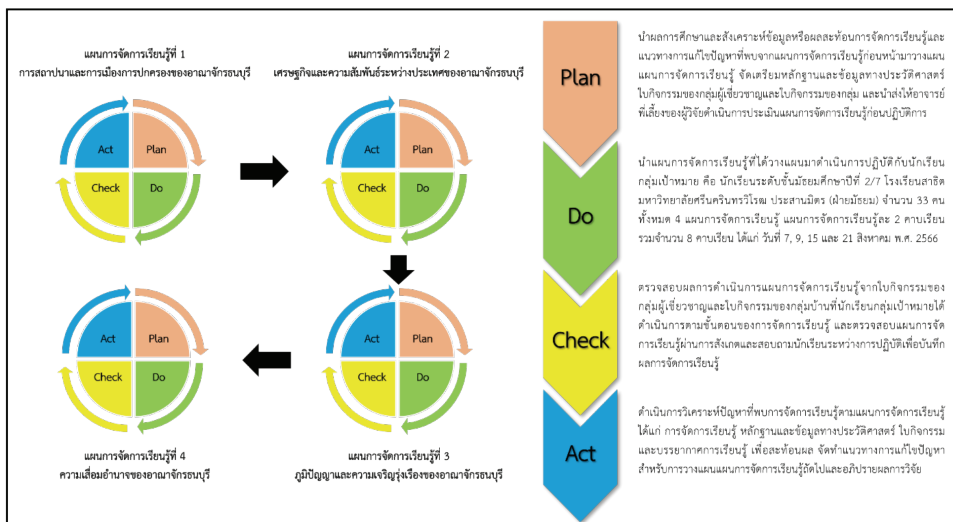 แผนการจัดการเรียนรู้ที่ 1
การสถาปนาและการเมืองการปกครองของอาณาจักรธนบุรี
Act
Plan
Check
Do
แผนการจัดการเรียนรู้ที่ 2
เศรษฐกิจและความสัมพันธ์ระหว่างประเทศของอาณาจักรธนบุรี
Act
Plan
Check
Do
Act
Plan
Check
Do
แผนการจัดการเรียนรู้ที่ 4
ความเสื่อมอำนาจของอาณาจักรธนบุรี
Act
Plan
Check
Do
แผนการจัดการเรียนรู้ที่ 3
ภูมิปัญญาและความเจริญรุ่งเรืองของอาณาจักรธนบุรี
Plan
นำผลการศึกษาและสังเคราะห์ข้อมูลหรือผลสะท้อนการจัดการเรียนรู้และ
แนวทางการแก้ไขปัญหาที่พบจากแผนการจัดการเรียนรู้ก่อนหน้ามาวางแผน
แผนการจัดการเรียนรู้ จัดเตรียมหลักฐานและข้อมูลทางประวัติศาสตร์
ใบกิจกรรมของกลุ่มผู้เชี่ยวชาญและใบกิจกรรมของกลุ่ม และนำส่งให้อาจารย์
พี่เลี้ยงของผู้วิจัยดำเนินการประเมินแผนการจัดการเรียนรู้ก่อนปฏิบัติการ
Do
นำแผนการจัดการเรียนรู้ที่ได้วางแผนมาดำเนินการปฏิบัติกับนักเรียน
กลุ่มเป้าหมาย คือ นักเรียนระดับชั้นมัธยมศึกษาปีที่ 2/7 โรงเรียนสาธิต
มหาวิทยาลัยศรีนครินทรวิโรฒ ประสานมิตร (ฝ่ายมัธยม) จำนวน 33 คน
ทั้งหมด 4 แผนการจัดการเรียนรู้ แผนการจัดการเรียนรู้ละ 2 คาบเรียน
รวมจำนวน 8 คาบเรียน ได้แก่ วันที่ 7, 9, 15 และ 21 สิงหาคม พ.ศ. 2566
Check
ตรวจสอบผลการดำเนินการแผนการจัดการเรียนรู้จากใบกิจกรรมของ
กลุ่มผู้เชี่ยวชาญและใบกิจกรรมของกลุ่มบ้านที่นักเรียนกลุ่มเป้าหมายได้
ดำเนินการตามขั้นตอนของการจัดการเรียนรู้ และตรวจสอบแผนการจัด
การเรียนรู้ผ่านการสังเกตและสอบถามนักเรียนระหว่างการปฏิบัติเพื่อบันทึก
ผลการจัดการเรียนรู้
Act
ดำเนินการวิเคราะห์ปัญหาที่พบการจัดการเรียนรู้ตามแผนการจัดการเรียนรู้
ได้แก่ การจัดการเรียนรู้ หลักฐานและข้อมูลทางประวัติศาสตร์ ใบกิจกรรม
และบรรยากาศการเรียนรู้ เพื่อสะท้อนผล จัดทำแนวทางการแก้ไขปัญหา
สำหรับการวางแผนแผนการจัดการเรียนรู้ถัดไปและอภิปรายผลการวิจัย